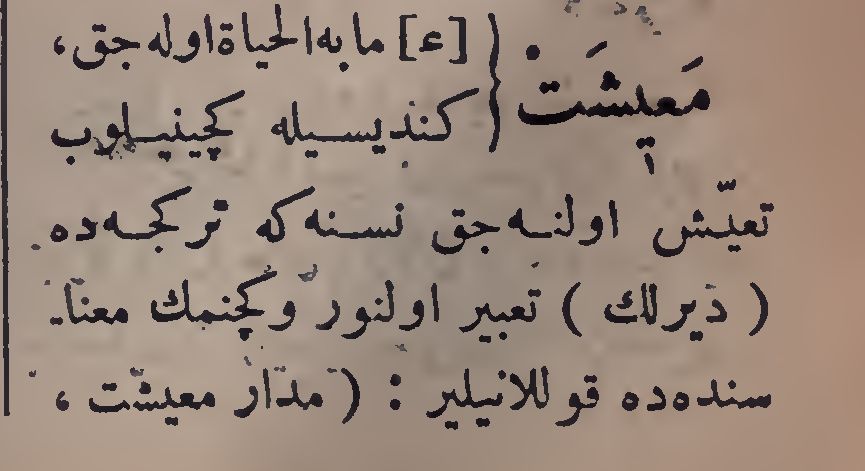 مَعيِشَت { [ع] مابه الحياة اوله جق،
كنديسيله كچينيلوب
تعيّش اولنه جق نسنه كه تركجه ده
( ديرلك ) تعبير اولنور وكچنمك معنا-
سنده ده قوللانيلير : ( مدار معيشت ،